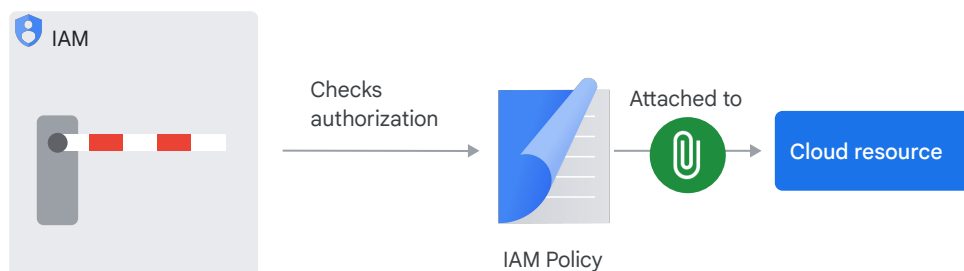 IAM
Checks
authorization
Attached to
Cloud resource
IAM Policy